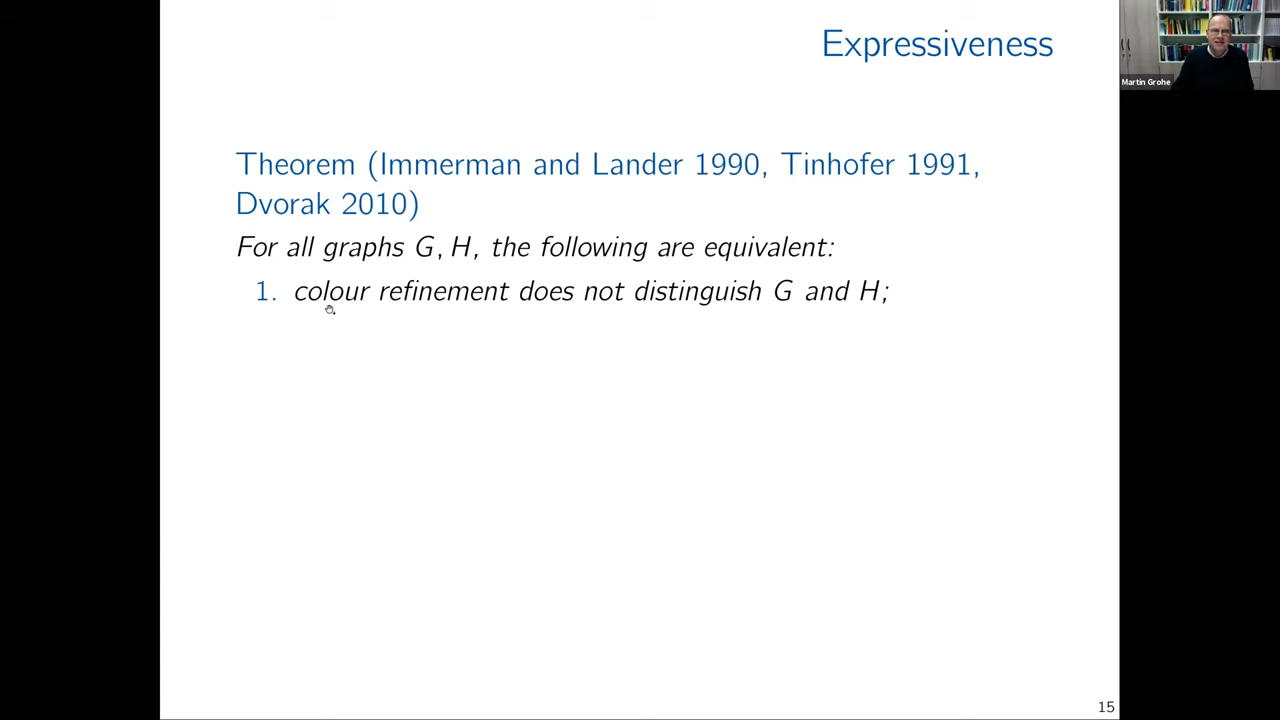 Expressiveness
Martin Grohe
Theorem (Immerman and Lander 1990, Tinhofer 1991,
Dvorak 2010)
For all graphs G, H, the following are equivalent:
1. colour refinement does not distinguish G and H;
15